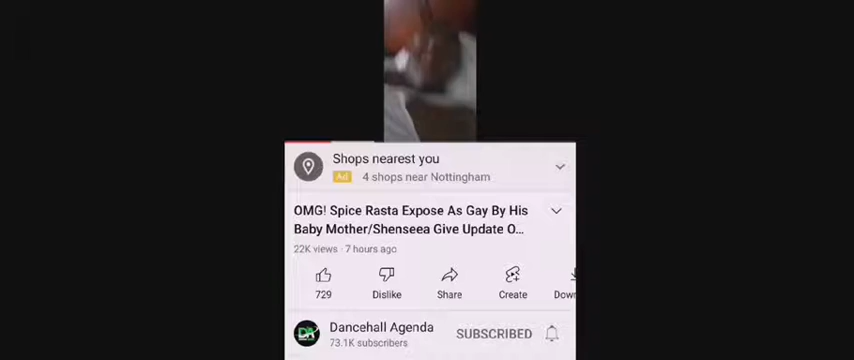 Shops nearest you
Ad 4 shops near Nottingham
OMG! Spice Rasta Expose As Gay By His
Baby Mother/Shenseea Give Update O...
22K views · 7 hours ago
729 Dislike Share Create Down
Dancehall Agenda
SUBSCRIBED
73.1K subscribers